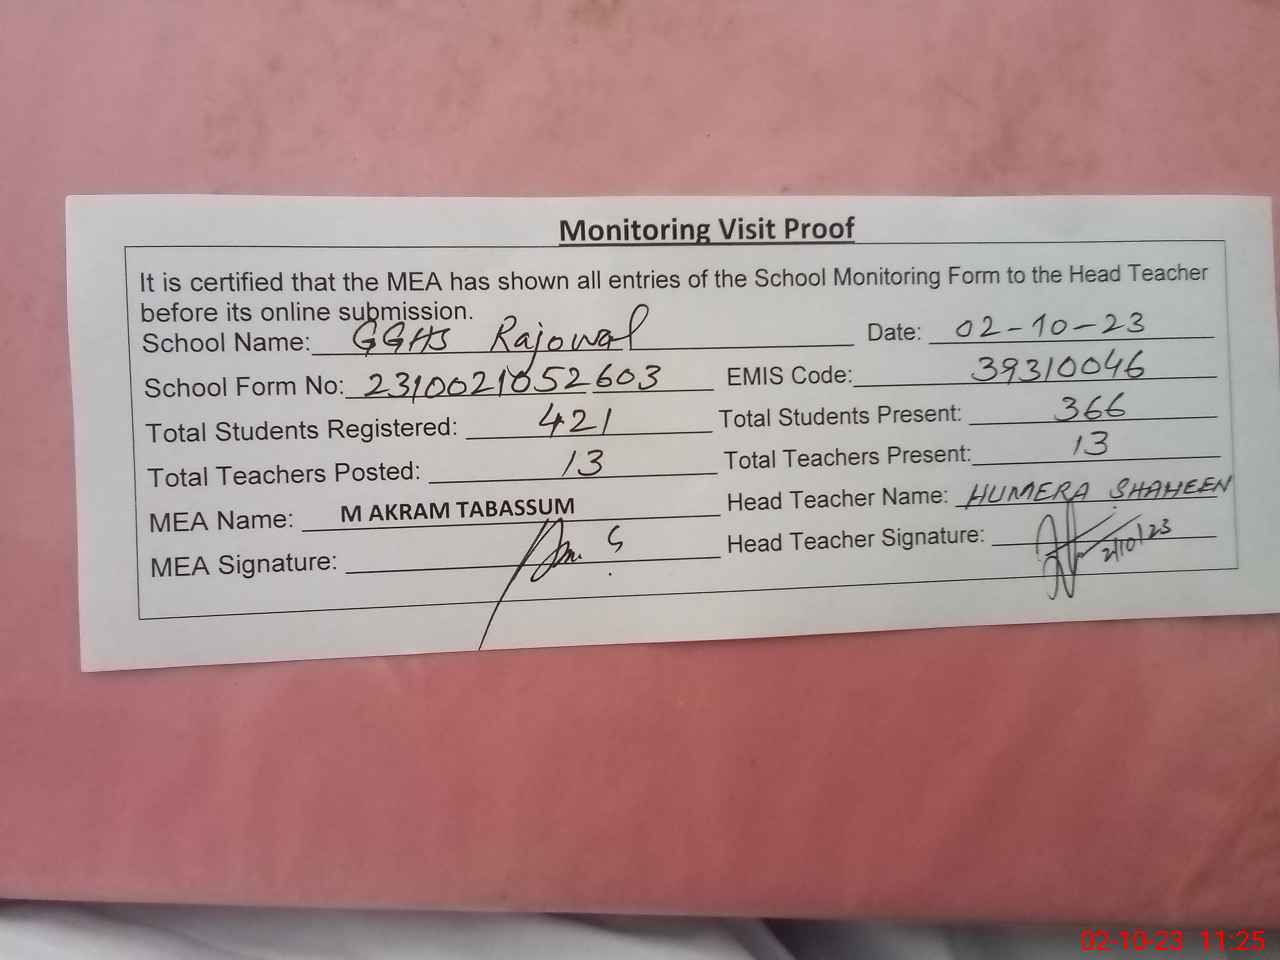 Monitoring Visit Proof
It is certified that the MEA has shown all entries of the School Monitoring Form to the Head Teacher
before its online submission.
School Name: GGHS Rajowal Date: 02-10-23
School Form No: 2310021052603 EMIS Code: 39310046
Total Students Registered: 421 Total Students Present: 366
Total Teachers Posted: 13 Total Teachers Present: 13
MEA Name: M AKRAM TABASSUM Head Teacher Name: HUMERA SHAHEEN
MEA Signature: Head Teacher Signature: 2/10/23
02-10-23 11:25